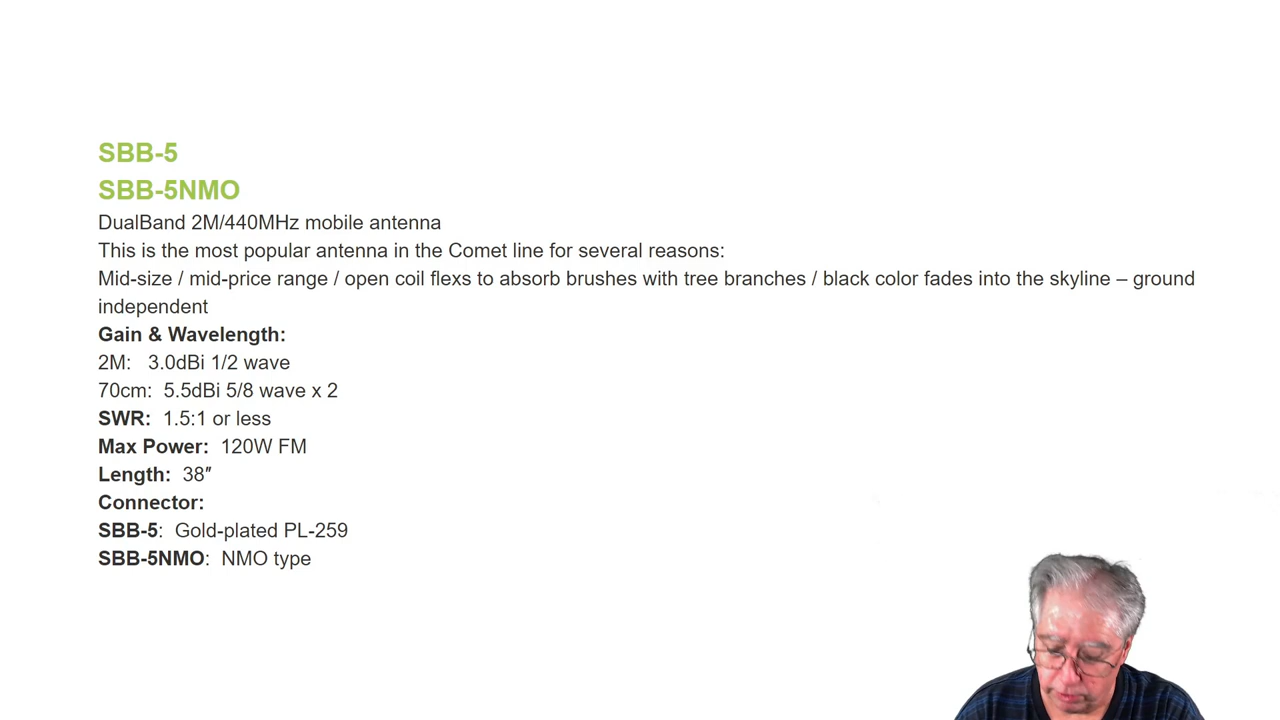 SBB-5
SBB-5NMO
DualBand 2M/440MHz mobile antenna
This is the most popular antenna in the Comet line for several reasons:
Mid-size / mid-price range / open coil flexs to absorb brushes with tree branches / black color fades into the skyline – ground
independent
Gain & Wavelength:
2M:   3.0dBi 1/2 wave
70cm:  5.5dBi 5/8 wave x 2
SWR:  1.5:1 or less
Max Power:  120W FM
Length:  38″
Connector:
SBB-5:  Gold-plated PL-259
SBB-5NMO:  NMO type